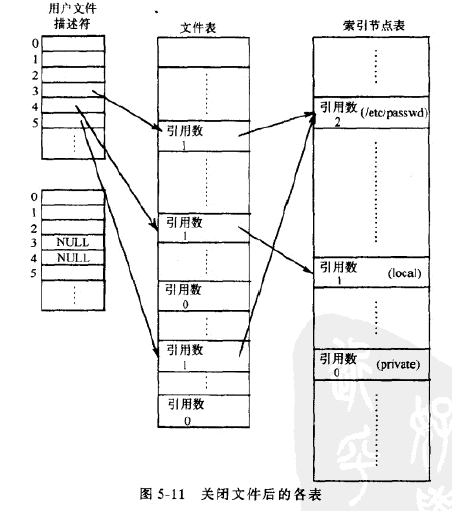 用户文件
描述符
文件表
索引节点表
0
1
2
3
4
5
引用数
1
引用数
1
引用数
0
引用数
1
引用数
0
0
1
2
3 NULL
4 NULL
5
引用数
2 (/etc/passwd)
引用数
1 (local)
引用数
0 (private)
图 5-11 关闭文件后的各表